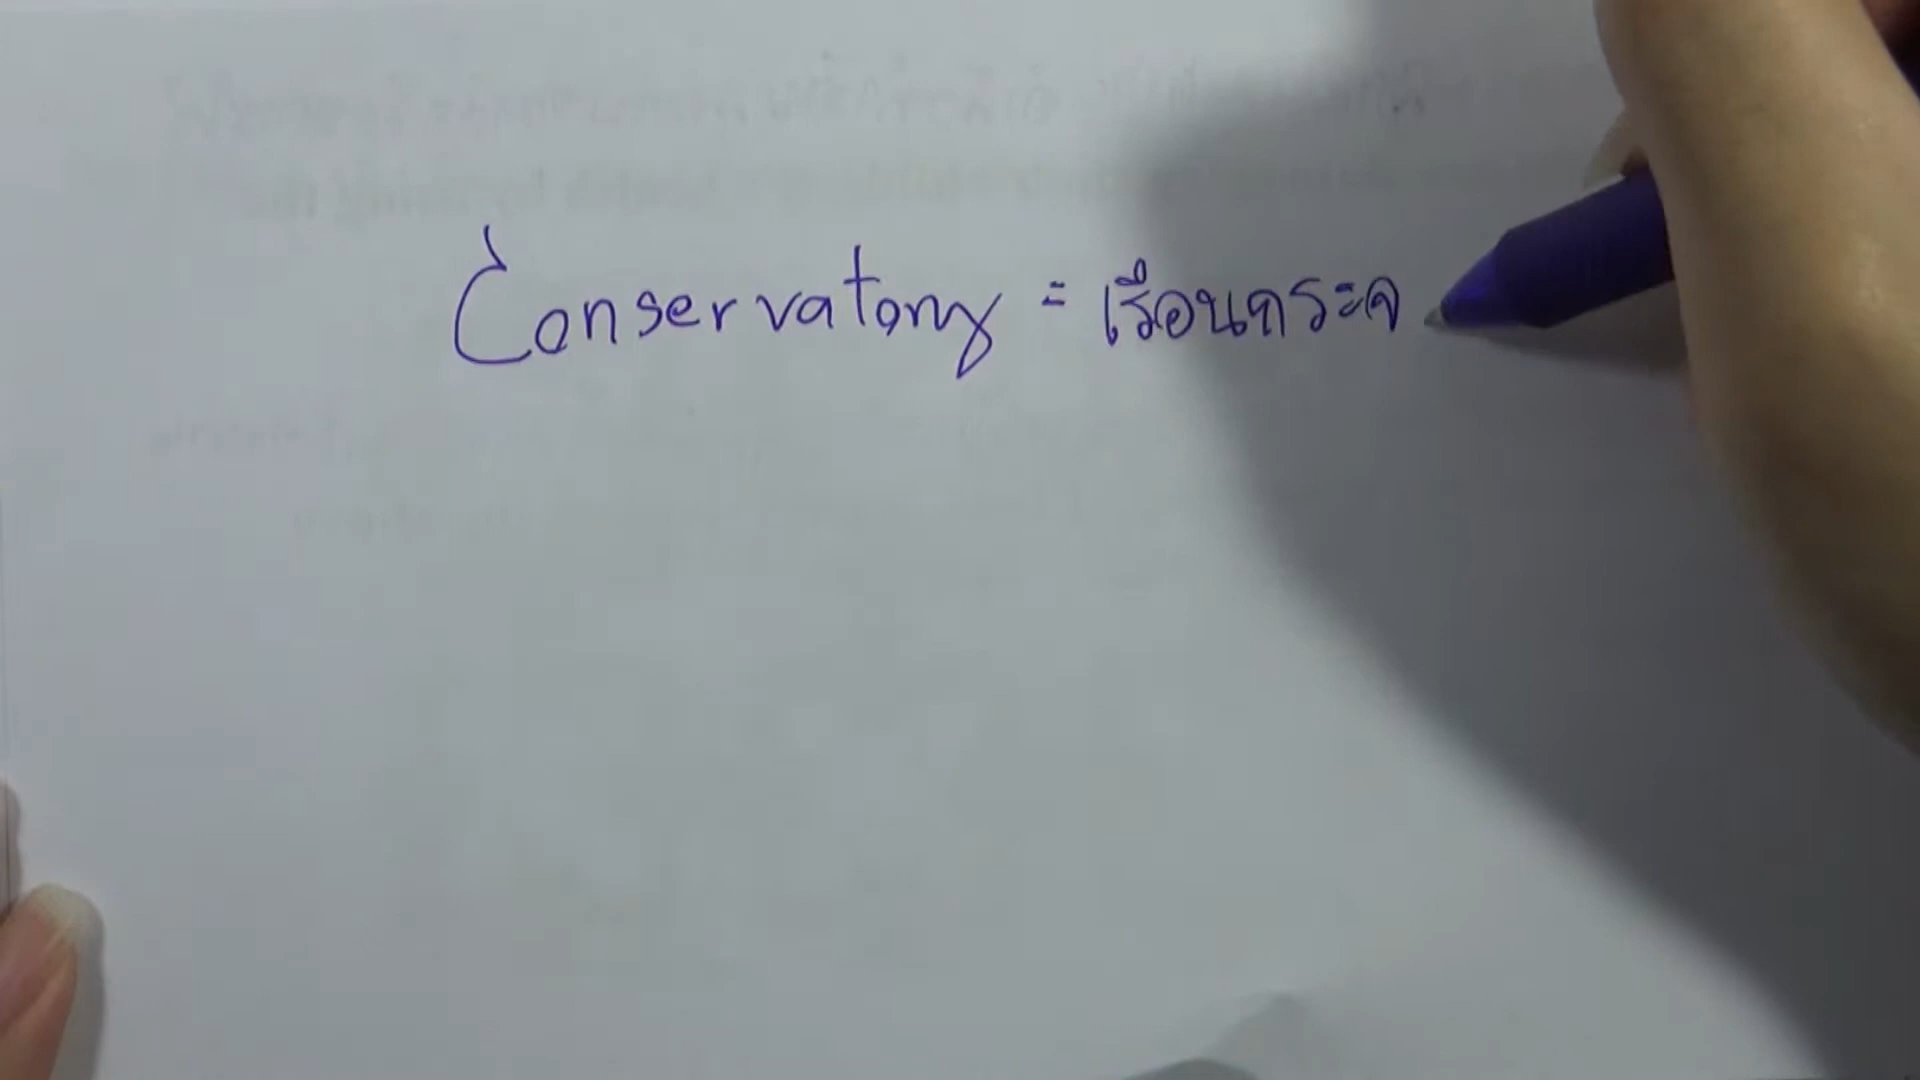 Conservatory = เรือนกระจ